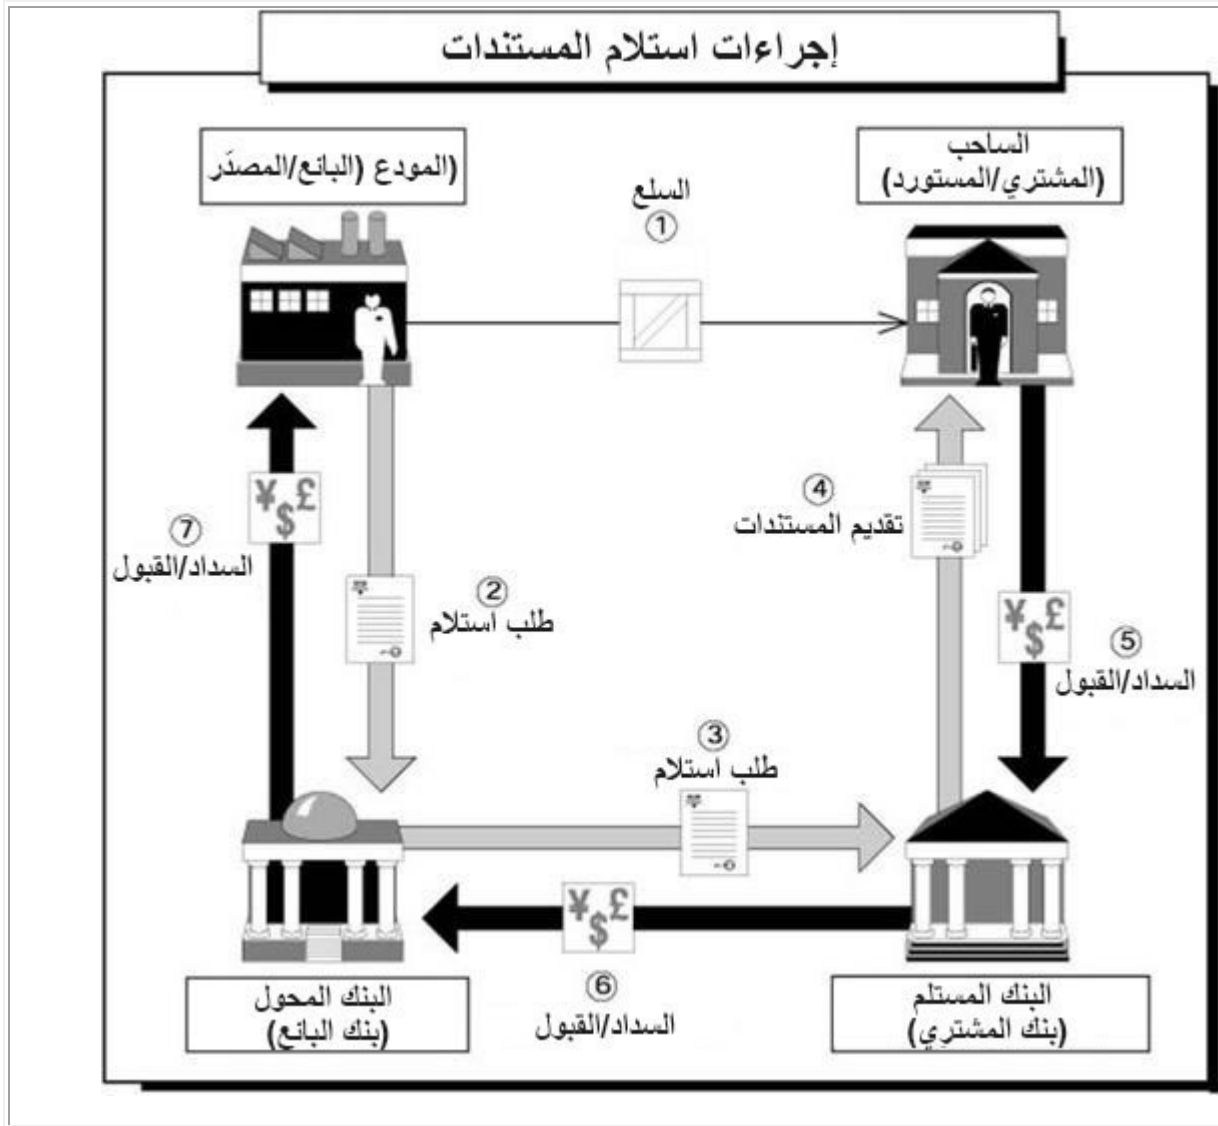 إجراءات استلام المستندات
الساحب
(المشتري/المستورد)
المودع (البائع/المصدّر)
السلع
①
④
تقديم المستندات
⑦
السداد/القبول
②
طلب استلام
⑤
السداد/القبول
③
طلب استلام
⑥
السداد/القبول
البنك المستلم
(بنك المشتري)
البنك المحول
(بنك البائع)